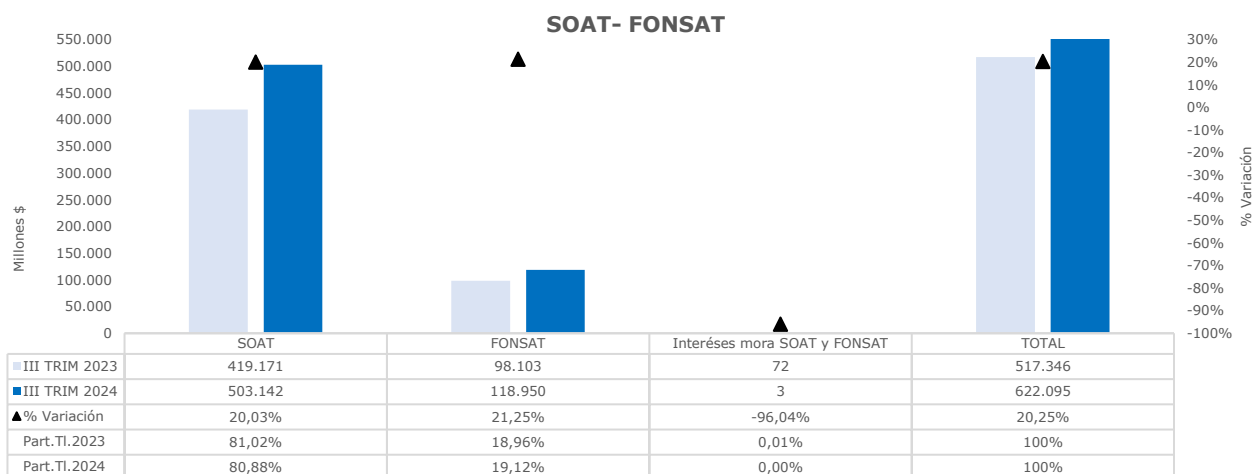 SOAT- FONSAT
550.000
500.000
450.000
400.000
350.000
300.000
250.000
200.000
150.000
100.000
50.000
0
Millones $
30%
20%
10%
0%
-10%
-20%
-30%
-40%
-50%
-60%
-70%
-80%
-90%
-100%
% Variación
SOAT FONSAT Interéses mora SOAT y FONSAT TOTAL
III TRIM 2023 419.171 98.103 72 517.346
III TRIM 2024 503.142 118.950 3 622.095
% Variación 20,03% 21,25% -96,04% 20,25%
Part.Tl.2023 81,02% 18,96% 0,01% 100%
Part.Tl.2024 80,88% 19,12% 0,00% 100%